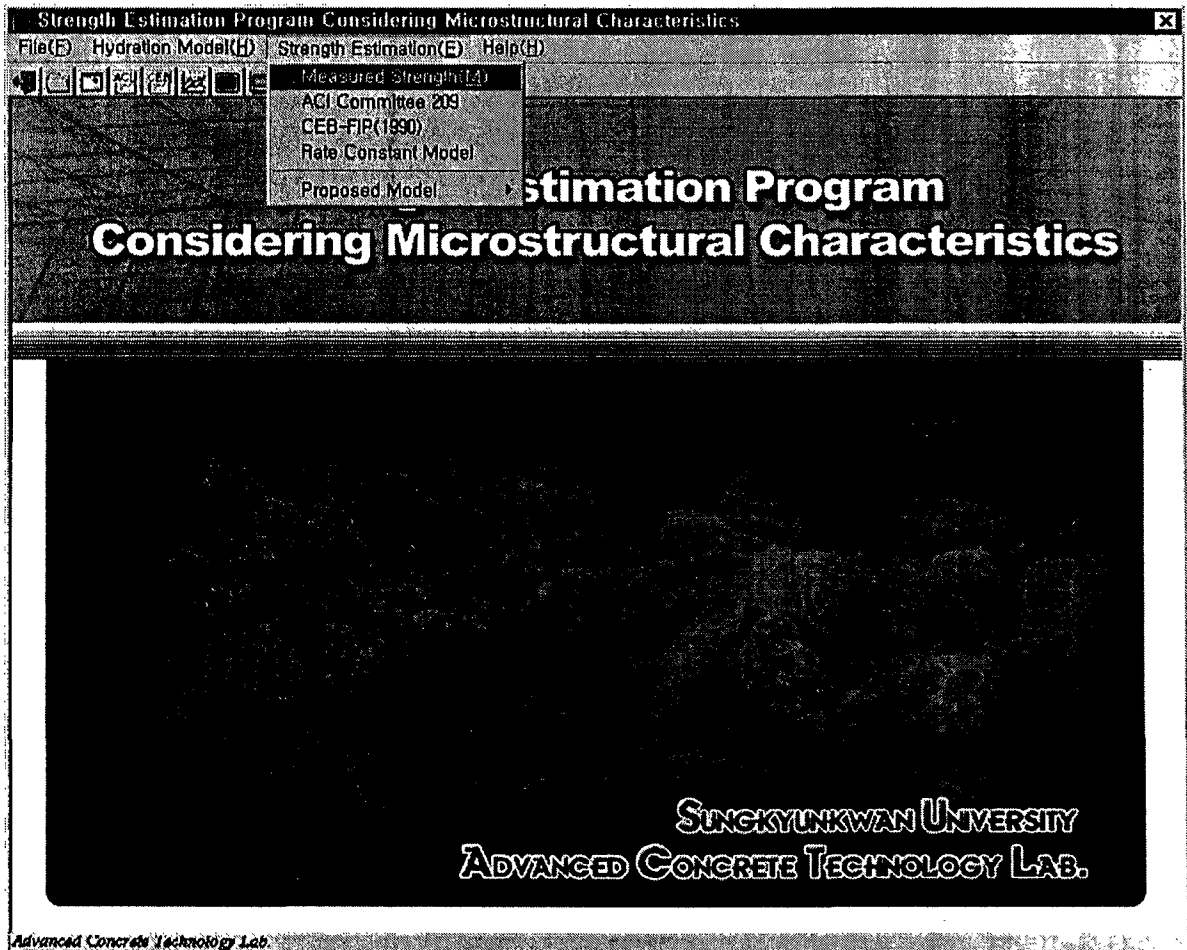 Strength Estimation Program Considering Microstructural Characteristics
File(F) Hydration Model(H) Strength Estimation(E) Help(H)
ACI CEB
Measured Strength(M)
ACI Committee 209
CEB-FIP(1990)
Rate Constant Model
Proposed Model
stimation Program
Considering Microstructural Characteristics
SUNGKYUNKWAN UNIVERSITY
ADVANCED CONCRETE TECHNOLOGY LAB.
Advanced Concrete Technology Lab.